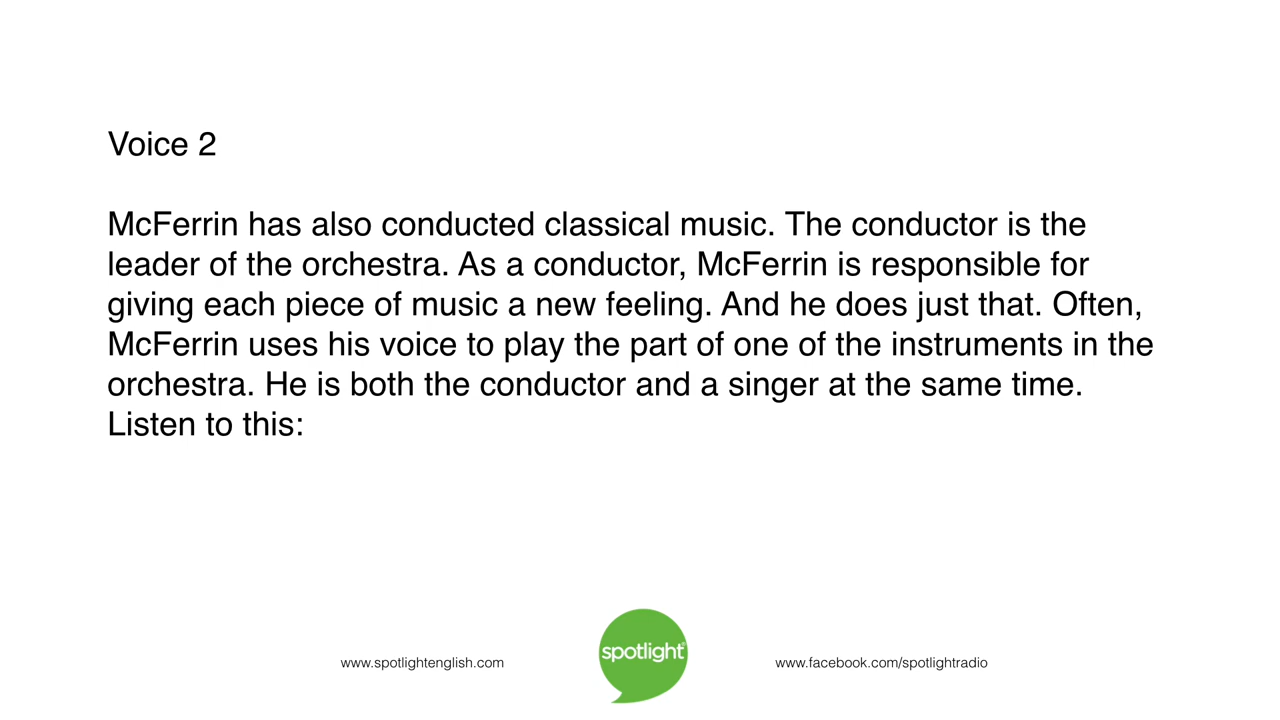 Voice 2
McFerrin has also conducted classical music. The conductor is the
leader of the orchestra. As a conductor, McFerrin is responsible for
giving each piece of music a new feeling. And he does just that. Often,
McFerrin uses his voice to play the part of one of the instruments in the
orchestra. He is both the conductor and a singer at the same time.
Listen to this:
www.spotlightenglish.com
spotlight®
www.facebook.com/spotlightradio